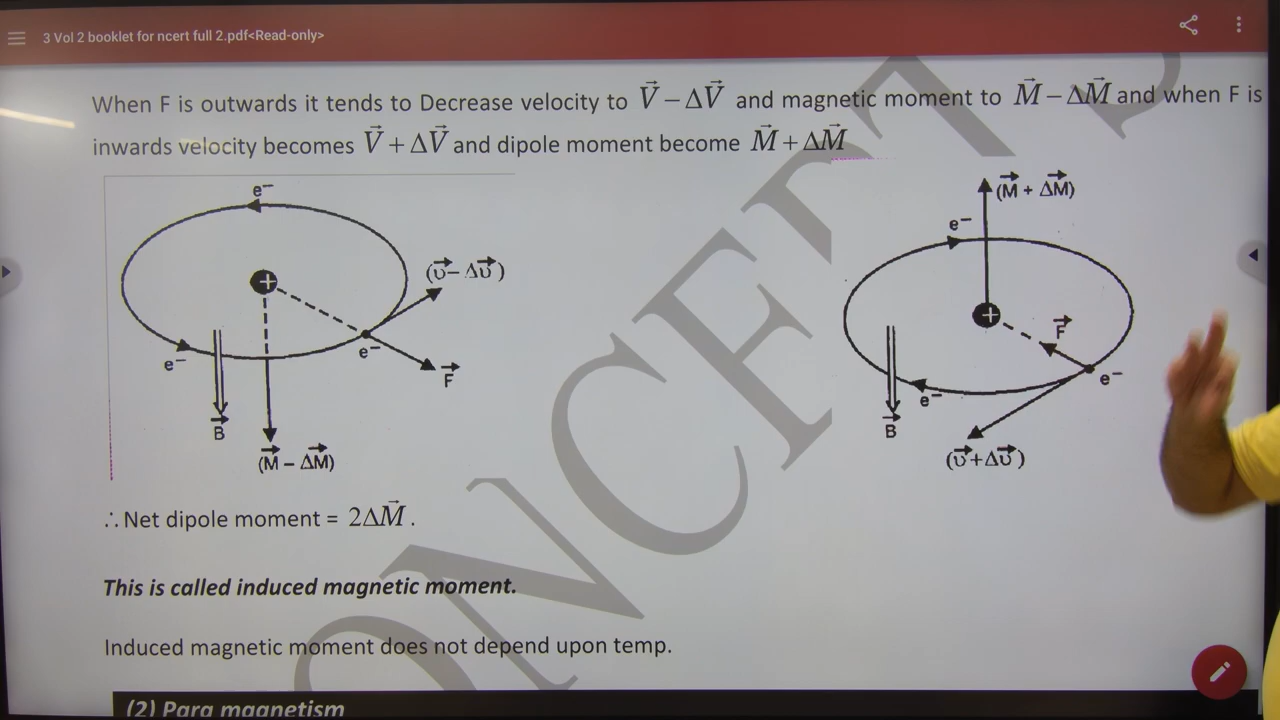 3 Vol 2 booklet for ncert full 2.pdf<Read-only>
When F is outwards it tends to Decrease velocity to V⃗ − ΔV⃗ and magnetic moment to M⃗ − ΔM⃗ and when F is
inwards velocity becomes V⃗ + ΔV⃗ and dipole moment become M⃗ + ΔM⃗
e⁻
+
(υ⃗ − Δυ⃗)
e⁻
e⁻
F⃗
B⃗
(M⃗ − ΔM⃗)
(M⃗ + ΔM⃗)
e⁻
+
F⃗
e⁻
e⁻
B⃗
(υ⃗+Δυ⃗)
∴ Net dipole moment = 2ΔM⃗.
This is called induced magnetic moment.
Induced magnetic moment does not depend upon temp.
(2) Para magnetism
ONCEPT